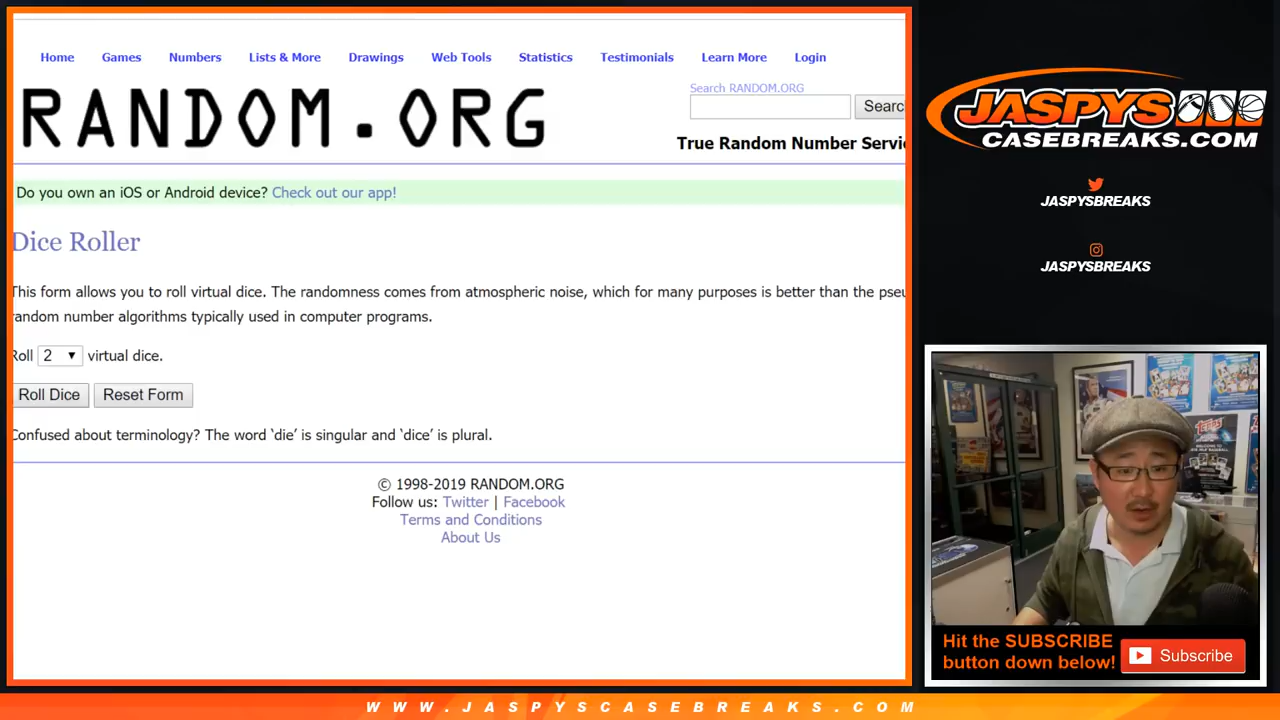 Home Games Numbers Lists & More Drawings Web Tools Statistics Testimonials Learn More Login
RANDOM.ORG
Search RANDOM.ORG
Searc
True Random Number Servi
Do you own an iOS or Android device? Check out our app!
Dice Roller
This form allows you to roll virtual dice. The randomness comes from atmospheric noise, which for many purposes is better than the pseu
random number algorithms typically used in computer programs.
Roll 2 virtual dice.
Roll Dice Reset Form
Confused about terminology? The word ‘die’ is singular and ‘dice’ is plural.
© 1998-2019 RANDOM.ORG
Follow us: Twitter | Facebook
Terms and Conditions
About Us
JASPYS
CASEBREAKS.COM
JASPYSBREAKS
JASPYSBREAKS
Topps
Hit the SUBSCRIBE
button down below!
Subscribe
WWW.JASPYSCASEBREAKS.COM